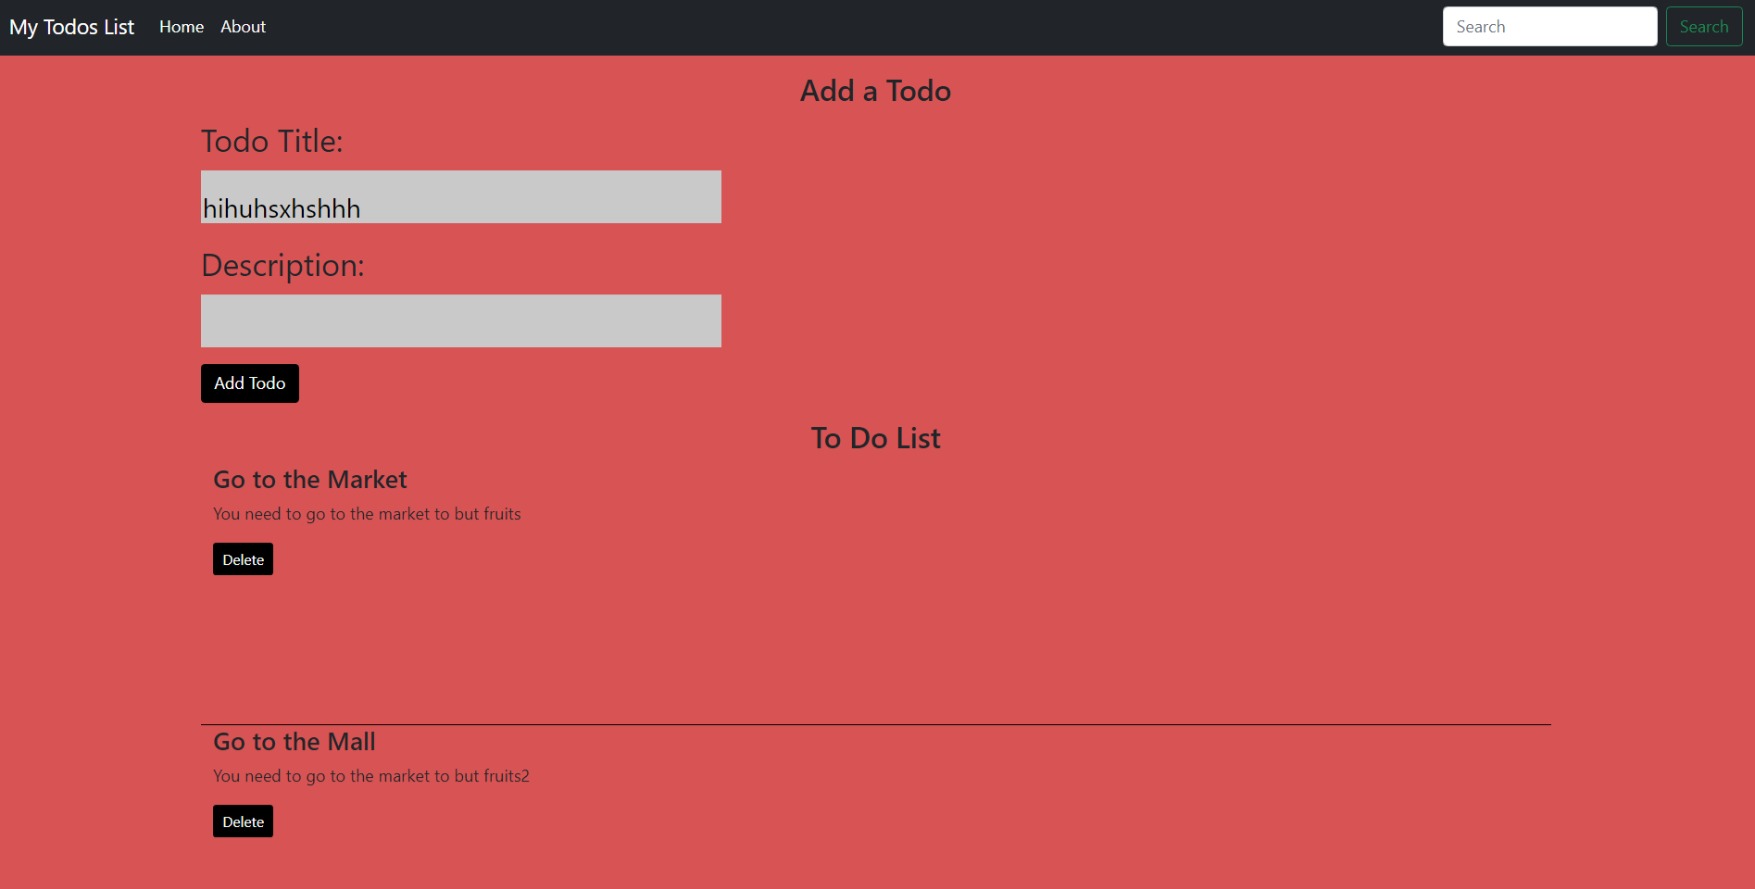 My Todos List Home About Search Search
Add a Todo
Todo Title:
hihuhsxhshhh
Description:
Add Todo
To Do List
Go to the Market
You need to go to the market to but fruits
Delete
Go to the Mall
You need to go to the market to but fruits2
Delete